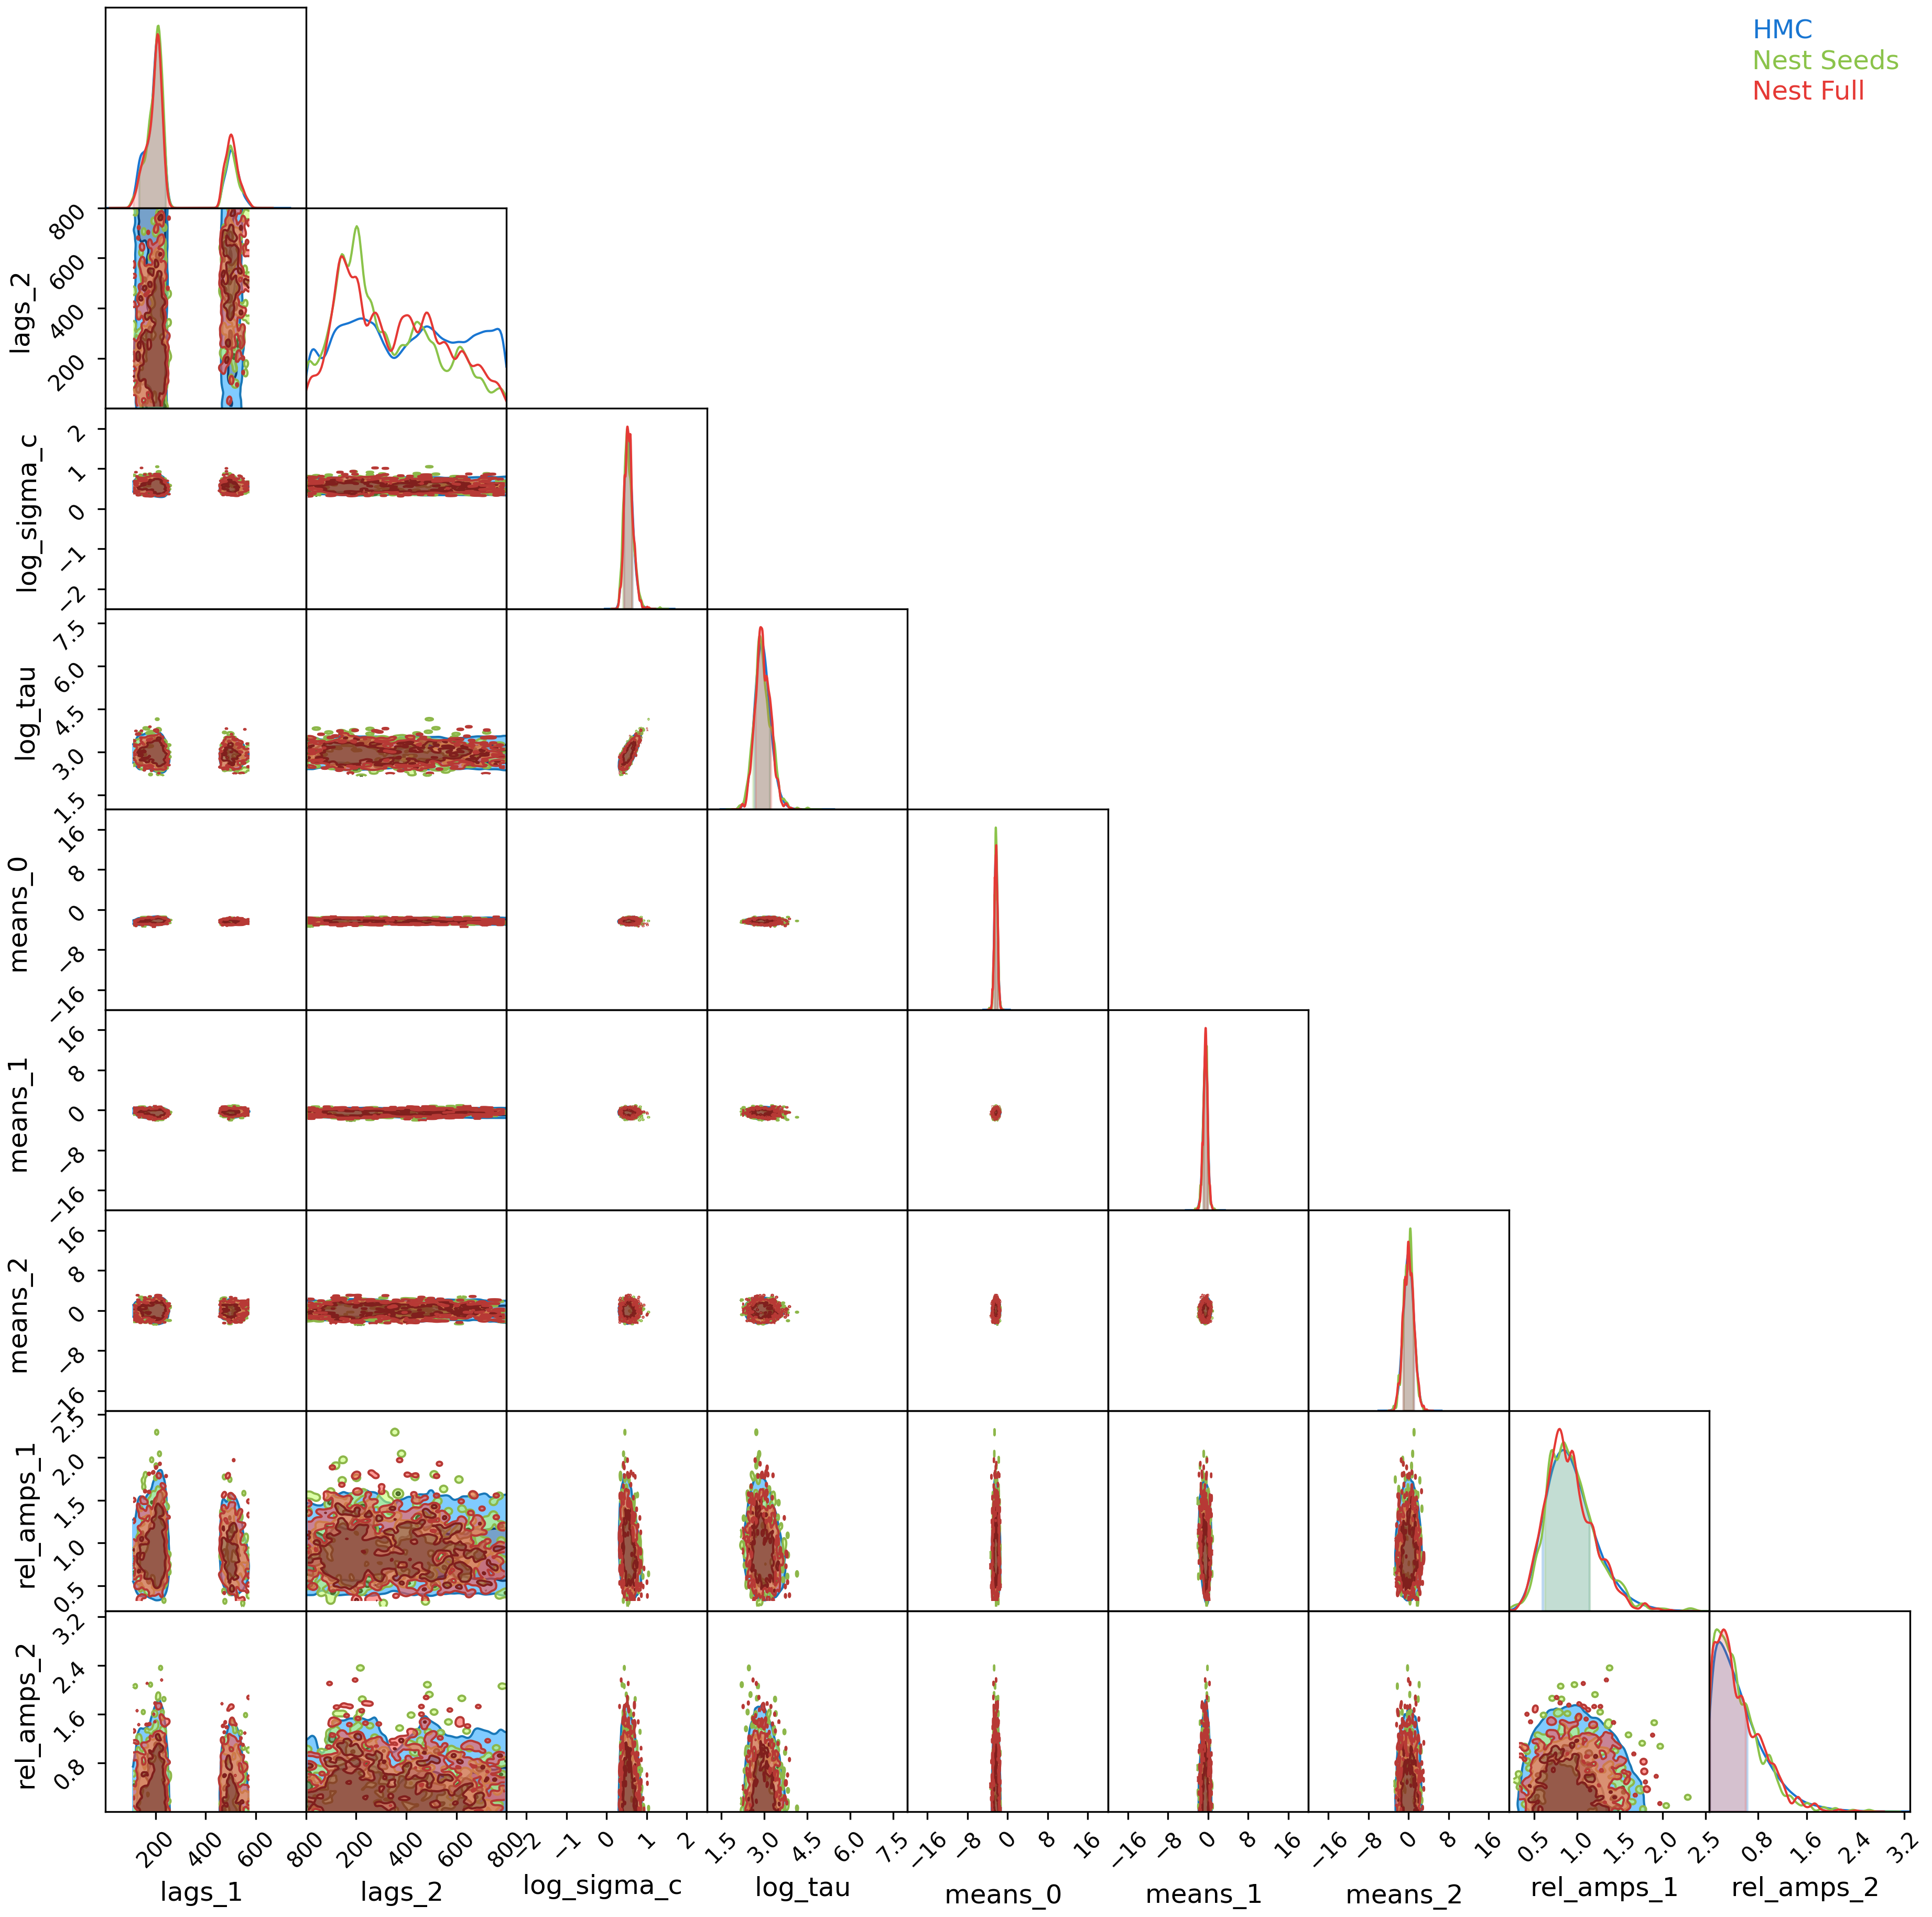 HMC
Nest Seeds
Nest Full
lags_2
800
600
400
200
log_sigma_c
2
1
0
−1
−2
log_tau
7.5
6.0
4.5
3.0
1.5
means_0
16
8
0
−8
−16
means_1
16
8
0
−8
−16
means_2
16
8
0
−8
−16
rel_amps_1
2.5
2.0
1.5
1.0
0.5
rel_amps_2
3.2
2.4
1.6
0.8
200 400 600 800 200 400 600 800 −2 −1 0 1 2 1.5 3.0 4.5 6.0 7.5 −16 −8 0 8 16 −16 −8 0 8 16 −16 −8 0 8 16 0.5 1.0 1.5 2.0 2.5 0.8 1.6 2.4 3.2
lags_1 lags_2 log_sigma_c log_tau means_0 means_1 means_2 rel_amps_1 rel_amps_2